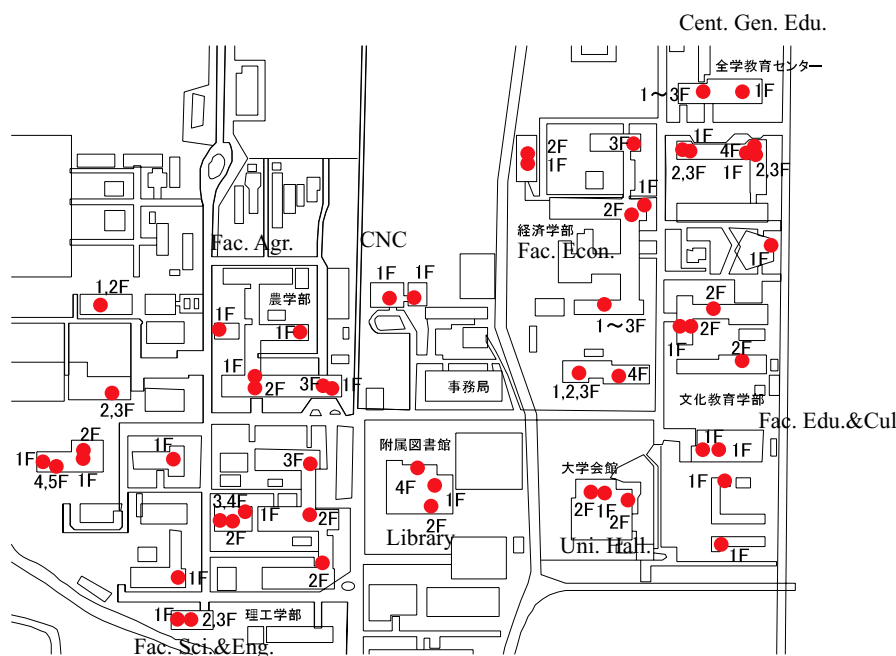 Cent. Gen. Edu.
全学教育センター
1～3F
1F
2F
1F
3F
1F
4F
2,3F
1F
2,3F
1F
2F
経済学部
Fac. Econ.
1F
Fac. Agr.
CNC
1F
1F
1,2F
農学部
1F
1F
1～3F
2F
1F
2F
1F
2F
3F
1F
事務局
1,2,3F
4F
2F
2,3F
文化教育学部
Fac. Edu.&Cul
2F
1F
4,5F
1F
1F
3F
附属図書館
4F
1F
2F
Library
大学会館
2F
1F
2F
Uni. Hall.
1F
1F
1F
3,4F
2F
1F
2F
1F
1F
2F
1F
2,3F
理工学部
Fac. Sci.&Eng.